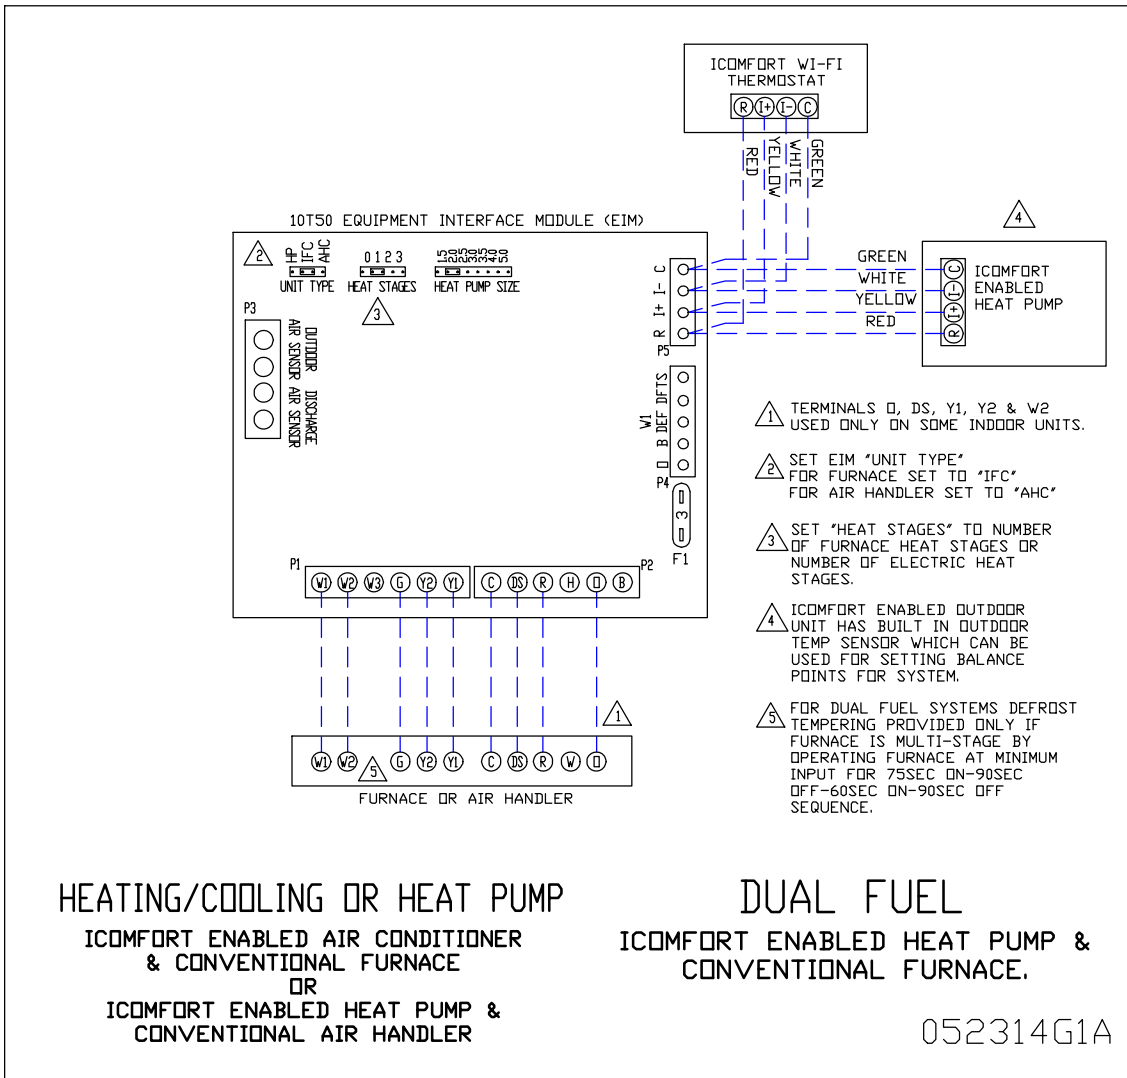 ICOMFORT WI-FI
THERMOSTAT
R I+ I- C
RED
YELLOW
WHITE
GREEN
10T50 EQUIPMENT INTERFACE MODULE (EIM)
2
HP
IFC
AHC
UNIT TYPE
0 1 2 3
HEAT STAGES
3
15
20
25
30
35
40
50
HEAT PUMP SIZE
P3
OUTDOOR
AIR SENSOR
DISCHARGE
AIR SENSOR
R I+ I- C
P5
GREEN
WHITE
YELLOW
RED
4
C
I-
I+
R
ICOMFORT
ENABLED
HEAT PUMP
O B DEF DFTS
W1
P4
3
F1
P1
W1 W2 W3 G Y2 Y1
C DS R H O B
P2
1
W1 W2 5 G Y2 Y1 C DS R W O
FURNACE OR AIR HANDLER
1 TERMINALS O, DS, Y1, Y2 & W2
USED ONLY ON SOME INDOOR UNITS.
2 SET EIM "UNIT TYPE"
FOR FURNACE SET TO "IFC"
FOR AIR HANDLER SET TO "AHC"
3 SET "HEAT STAGES" TO NUMBER
OF FURNACE HEAT STAGES OR
NUMBER OF ELECTRIC HEAT
STAGES.
4 ICOMFORT ENABLED OUTDOOR
UNIT HAS BUILT IN OUTDOOR
TEMP SENSOR WHICH CAN BE
USED FOR SETTING BALANCE
POINTS FOR SYSTEM.
5 FOR DUAL FUEL SYSTEMS DEFROST
TEMPERING PROVIDED ONLY IF
FURNACE IS MULTI-STAGE BY
OPERATING FURNACE AT MINIMUM
INPUT FOR 75SEC ON-90SEC
OFF-60SEC ON-90SEC OFF
SEQUENCE.
HEATING/COOLING OR HEAT PUMP
ICOMFORT ENABLED AIR CONDITIONER
& CONVENTIONAL FURNACE
OR
ICOMFORT ENABLED HEAT PUMP &
CONVENTIONAL AIR HANDLER
DUAL FUEL
ICOMFORT ENABLED HEAT PUMP &
CONVENTIONAL FURNACE.
052314G1A